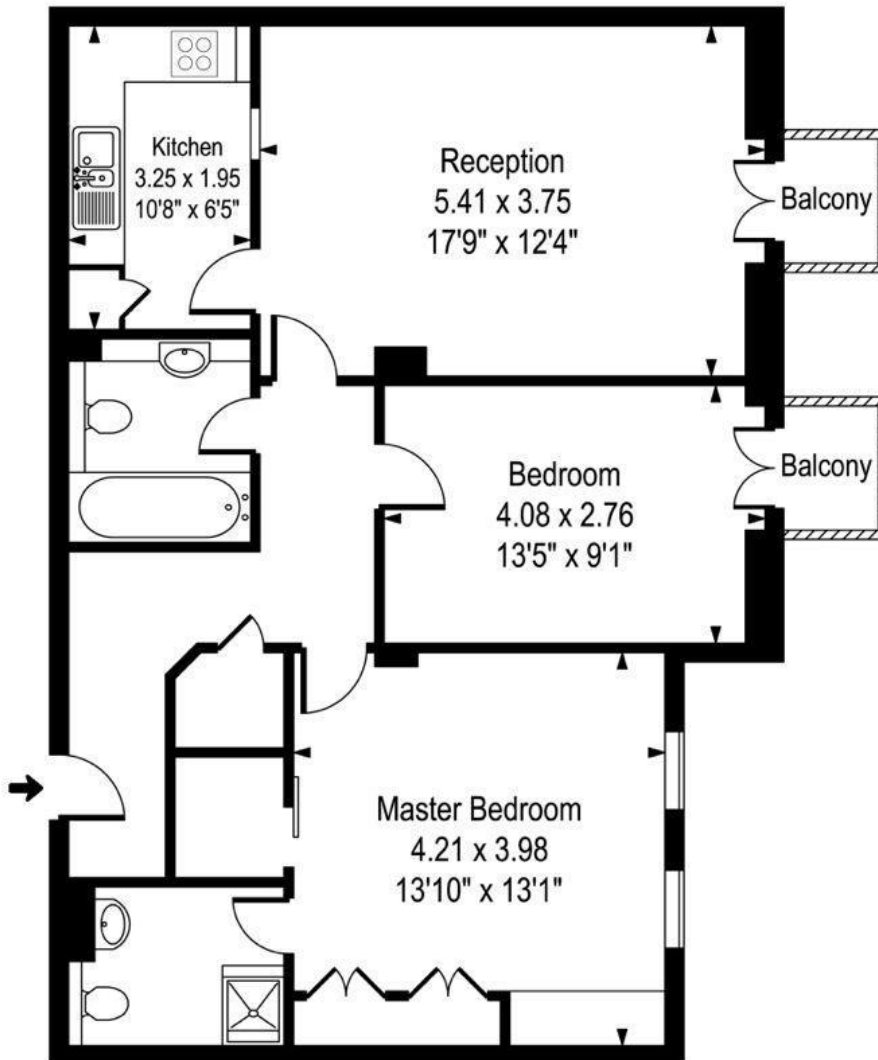 Kitchen
3.25 x 1.95
10'8" x 6'5"
Reception
5.41 x 3.75
17'9" x 12'4"
Balcony
Bedroom
4.08 x 2.76
13'5" x 9'1"
Balcony
Master Bedroom
4.21 x 3.98
13'10" x 13'1"